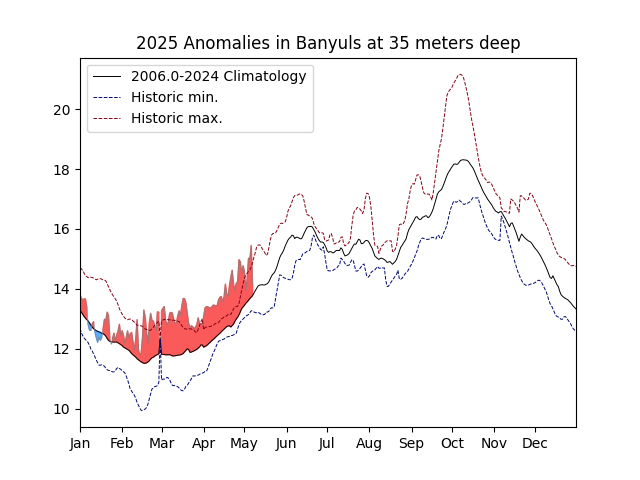 2025 Anomalies in Banyuls at 35 meters deep
2006.0-2024 Climatology
Historic min.
Historic max.
20
18
16
14
12
10
Jan Feb Mar Apr May Jun Jul Aug Sep Oct Nov Dec